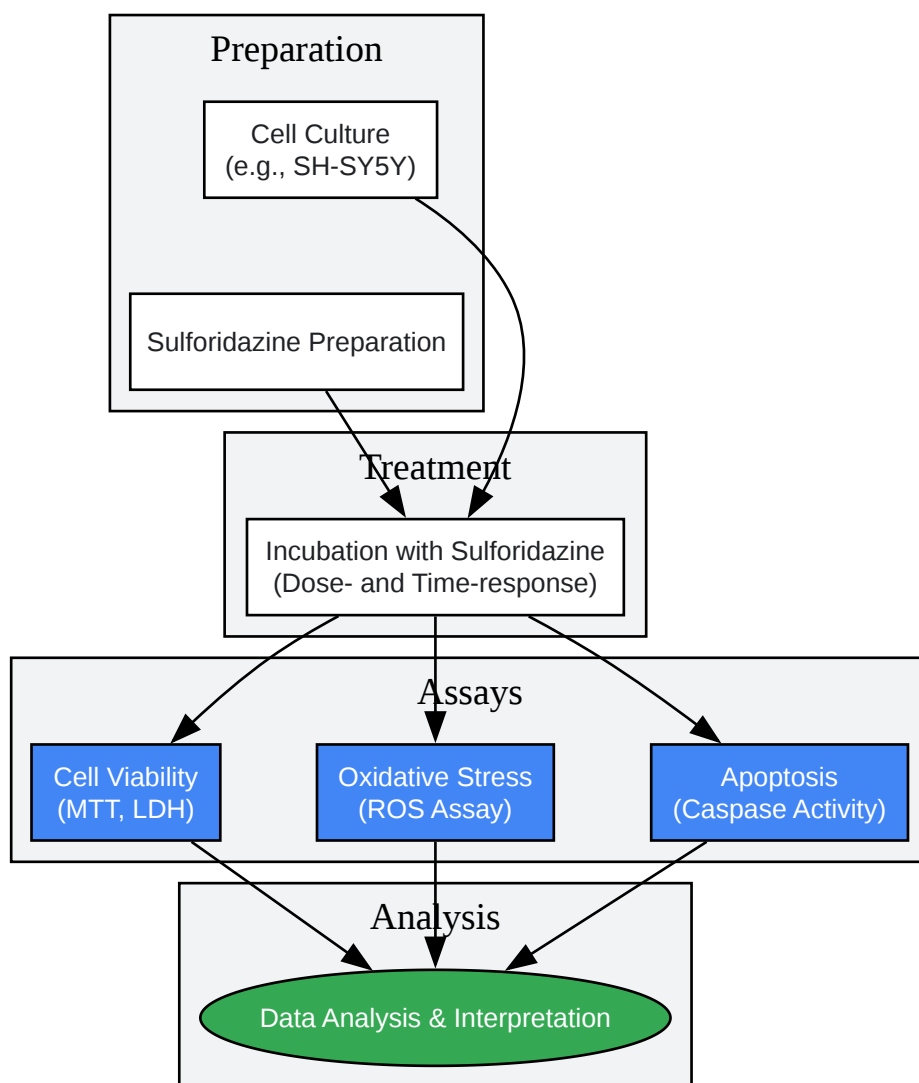 Preparation
Cell Culture
(e.g., SH-SY5Y)
Sulforidazine Preparation
Treatment
Incubation with Sulforidazine
(Dose- and Time-response)
Assays
Cell Viability
(MTT, LDH)
Oxidative Stress
(ROS Assay)
Apoptosis
(Caspase Activity)
Analysis
Data Analysis & Interpretation